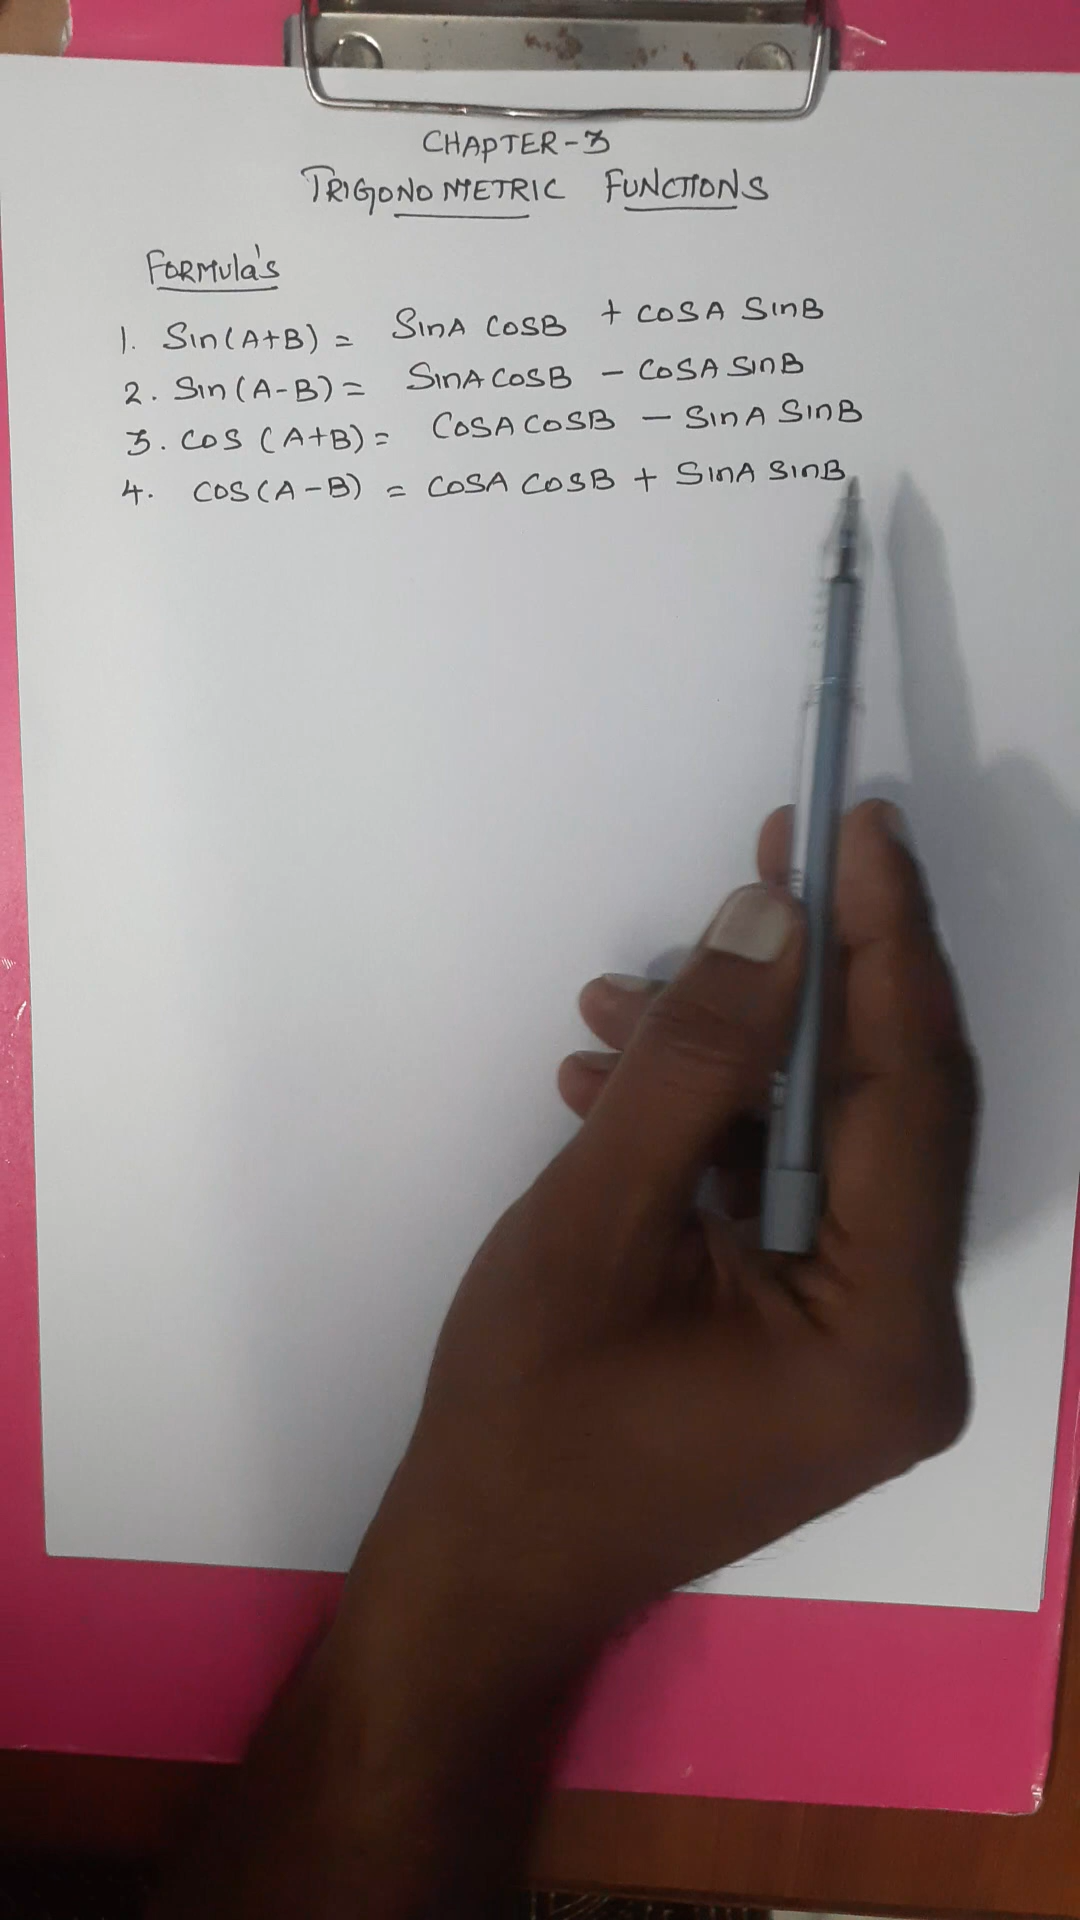 CHAPTER-3
TRIGONOMETRIC FUNCTIONS
FORMULA'S
1. Sin(A+B) = SinA COSB + COSA SinB
2. Sin(A-B) = SinA COSB - COSA SinB
3. COS (A+B) = COSA COSB - SinA SinB
4. COS(A-B) = COSA COSB + SinA SinB